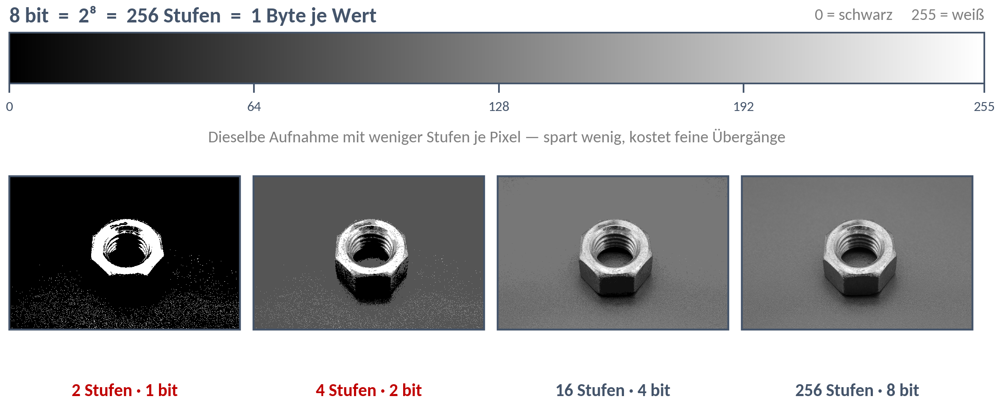 8 bit = 2⁸ = 256 Stufen = 1 Byte je Wert
0 = schwarz 255 = weiß
0 64 128 192 255
Dieselbe Aufnahme mit weniger Stufen je Pixel — spart wenig, kostet feine Übergänge
2 Stufen · 1 bit
4 Stufen · 2 bit
16 Stufen · 4 bit
256 Stufen · 8 bit